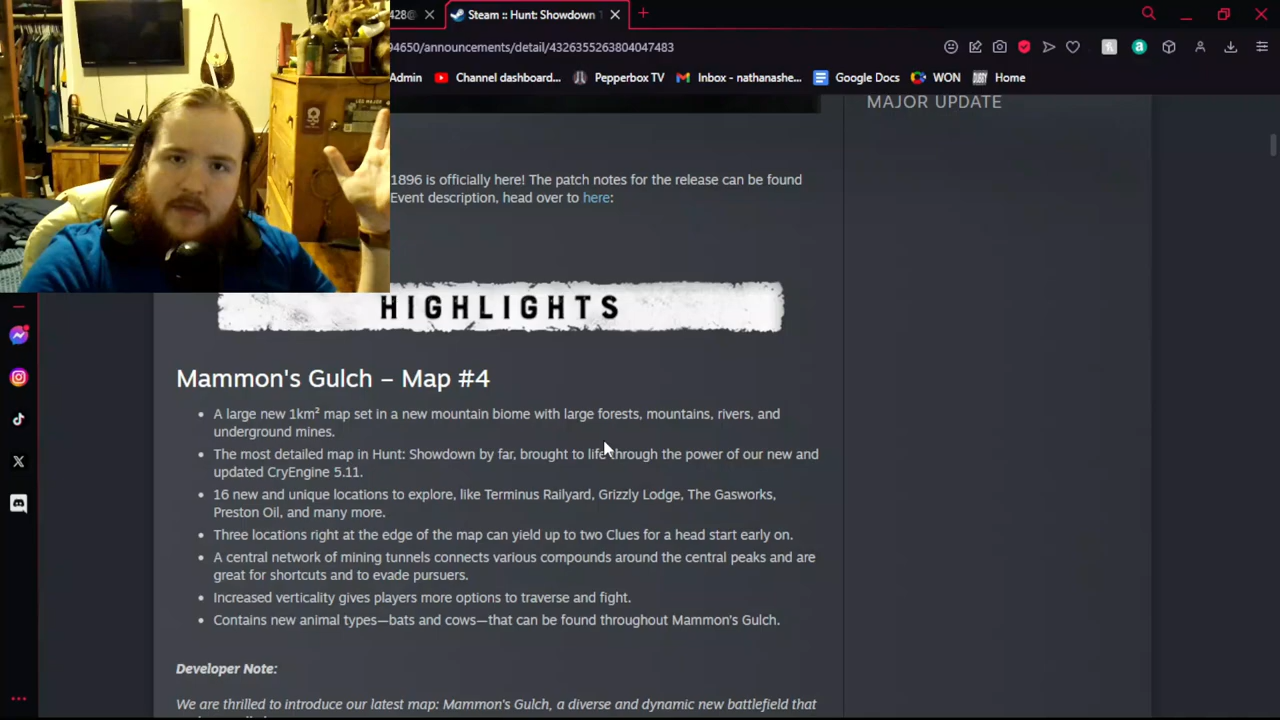 428@
Steam :: Hunt: Showdown 1
94650/announcements/detail/4326355263804047483
Admin
Channel dashboard...
Pepperbox TV
Inbox - nathanashe...
Google Docs
WON
Home
MAJOR UPDATE
1896 is officially here! The patch notes for the release can be found
Event description, head over to here:
HIGHLIGHTS
Mammon's Gulch – Map #4
A large new 1km² map set in a new mountain biome with large forests, mountains, rivers, and
underground mines.
The most detailed map in Hunt: Showdown by far, brought to life through the power of our new and
updated CryEngine 5.11.
16 new and unique locations to explore, like Terminus Railyard, Grizzly Lodge, The Gasworks,
Preston Oil, and many more.
Three locations right at the edge of the map can yield up to two Clues for a head start early on.
A central network of mining tunnels connects various compounds around the central peaks and are
great for shortcuts and to evade pursuers.
Increased verticality gives players more options to traverse and fight.
Contains new animal types—bats and cows—that can be found throughout Mammon's Gulch.
Developer Note:
We are thrilled to introduce our latest map: Mammon's Gulch, a diverse and dynamic new battlefield that